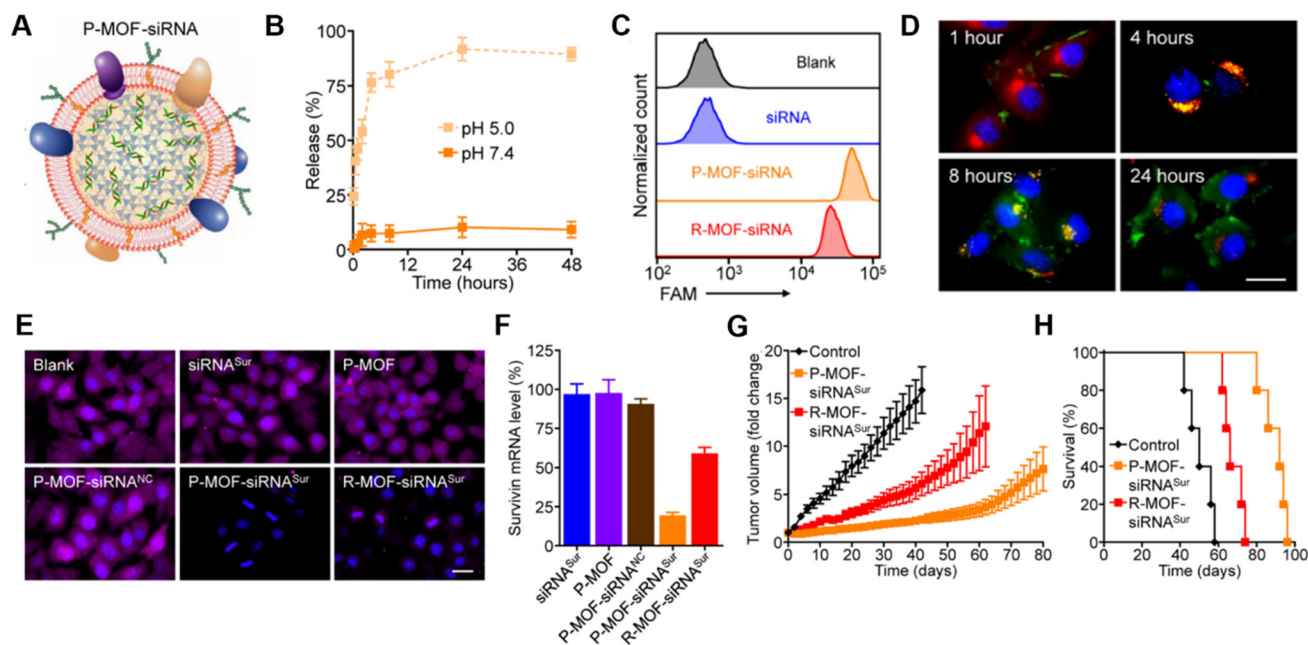 A
P-MOF-siRNA
B
Release (%)
100
75
50
25
0
pH 5.0
pH 7.4
0 12 24 36 48
Time (hours)
C
Normalized count
Blank
siRNA
P-MOF-siRNA
R-MOF-siRNA
10² 10³ 10⁴ 10⁵
FAM
D
1 hour
4 hours
8 hours
24 hours
E
Blank
siRNA^Sur
P-MOF
P-MOF-siRNA^NC
P-MOF-siRNA^Sur
R-MOF-siRNA^Sur
F
Survivin mRNA level (%)
125
100
75
50
25
0
siRNA^Sur
P-MOF
P-MOF-siRNA^NC
P-MOF-siRNA^Sur
R-MOF-siRNA^Sur
G
Tumor volume (fold change)
20
15
10
5
0
Control
P-MOF-
siRNA^Sur
R-MOF-
siRNA^Sur
0 10 20 30 40 50 60 70 80
Time (days)
H
Survival (%)
100
80
60
40
20
0
Control
P-MOF-
siRNA^Sur
R-MOF-
siRNA^Sur
0 20 40 60 80 100
Time (days)